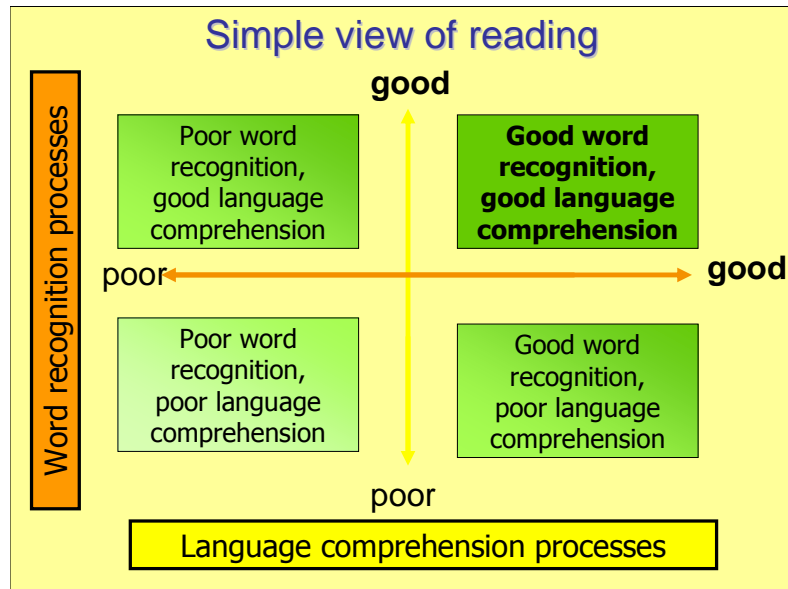 Simple view of reading
good
Word recognition processes
Poor word
recognition,
good language
comprehension
Good word
recognition,
good language
comprehension
poor
good
Poor word
recognition,
poor language
comprehension
Good word
recognition,
poor language
comprehension
poor
Language comprehension processes